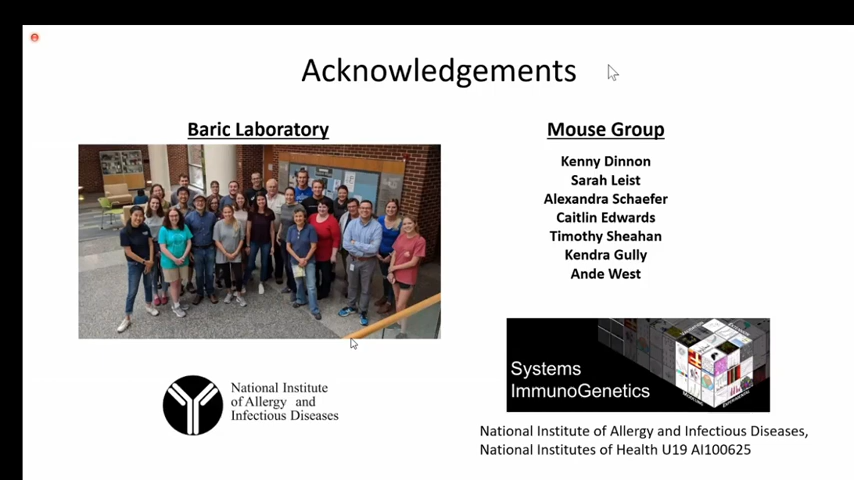 Acknowledgements
Baric Laboratory
Mouse Group
Kenny Dinnon
Sarah Leist
Alexandra Schaefer
Caitlin Edwards
Timothy Sheahan
Kendra Gully
Ande West
National Institute
of Allergy and
Infectious Diseases
Systems
ImmunoGenetics
National Institute of Allergy and Infectious Diseases,
National Institutes of Health U19 AI100625